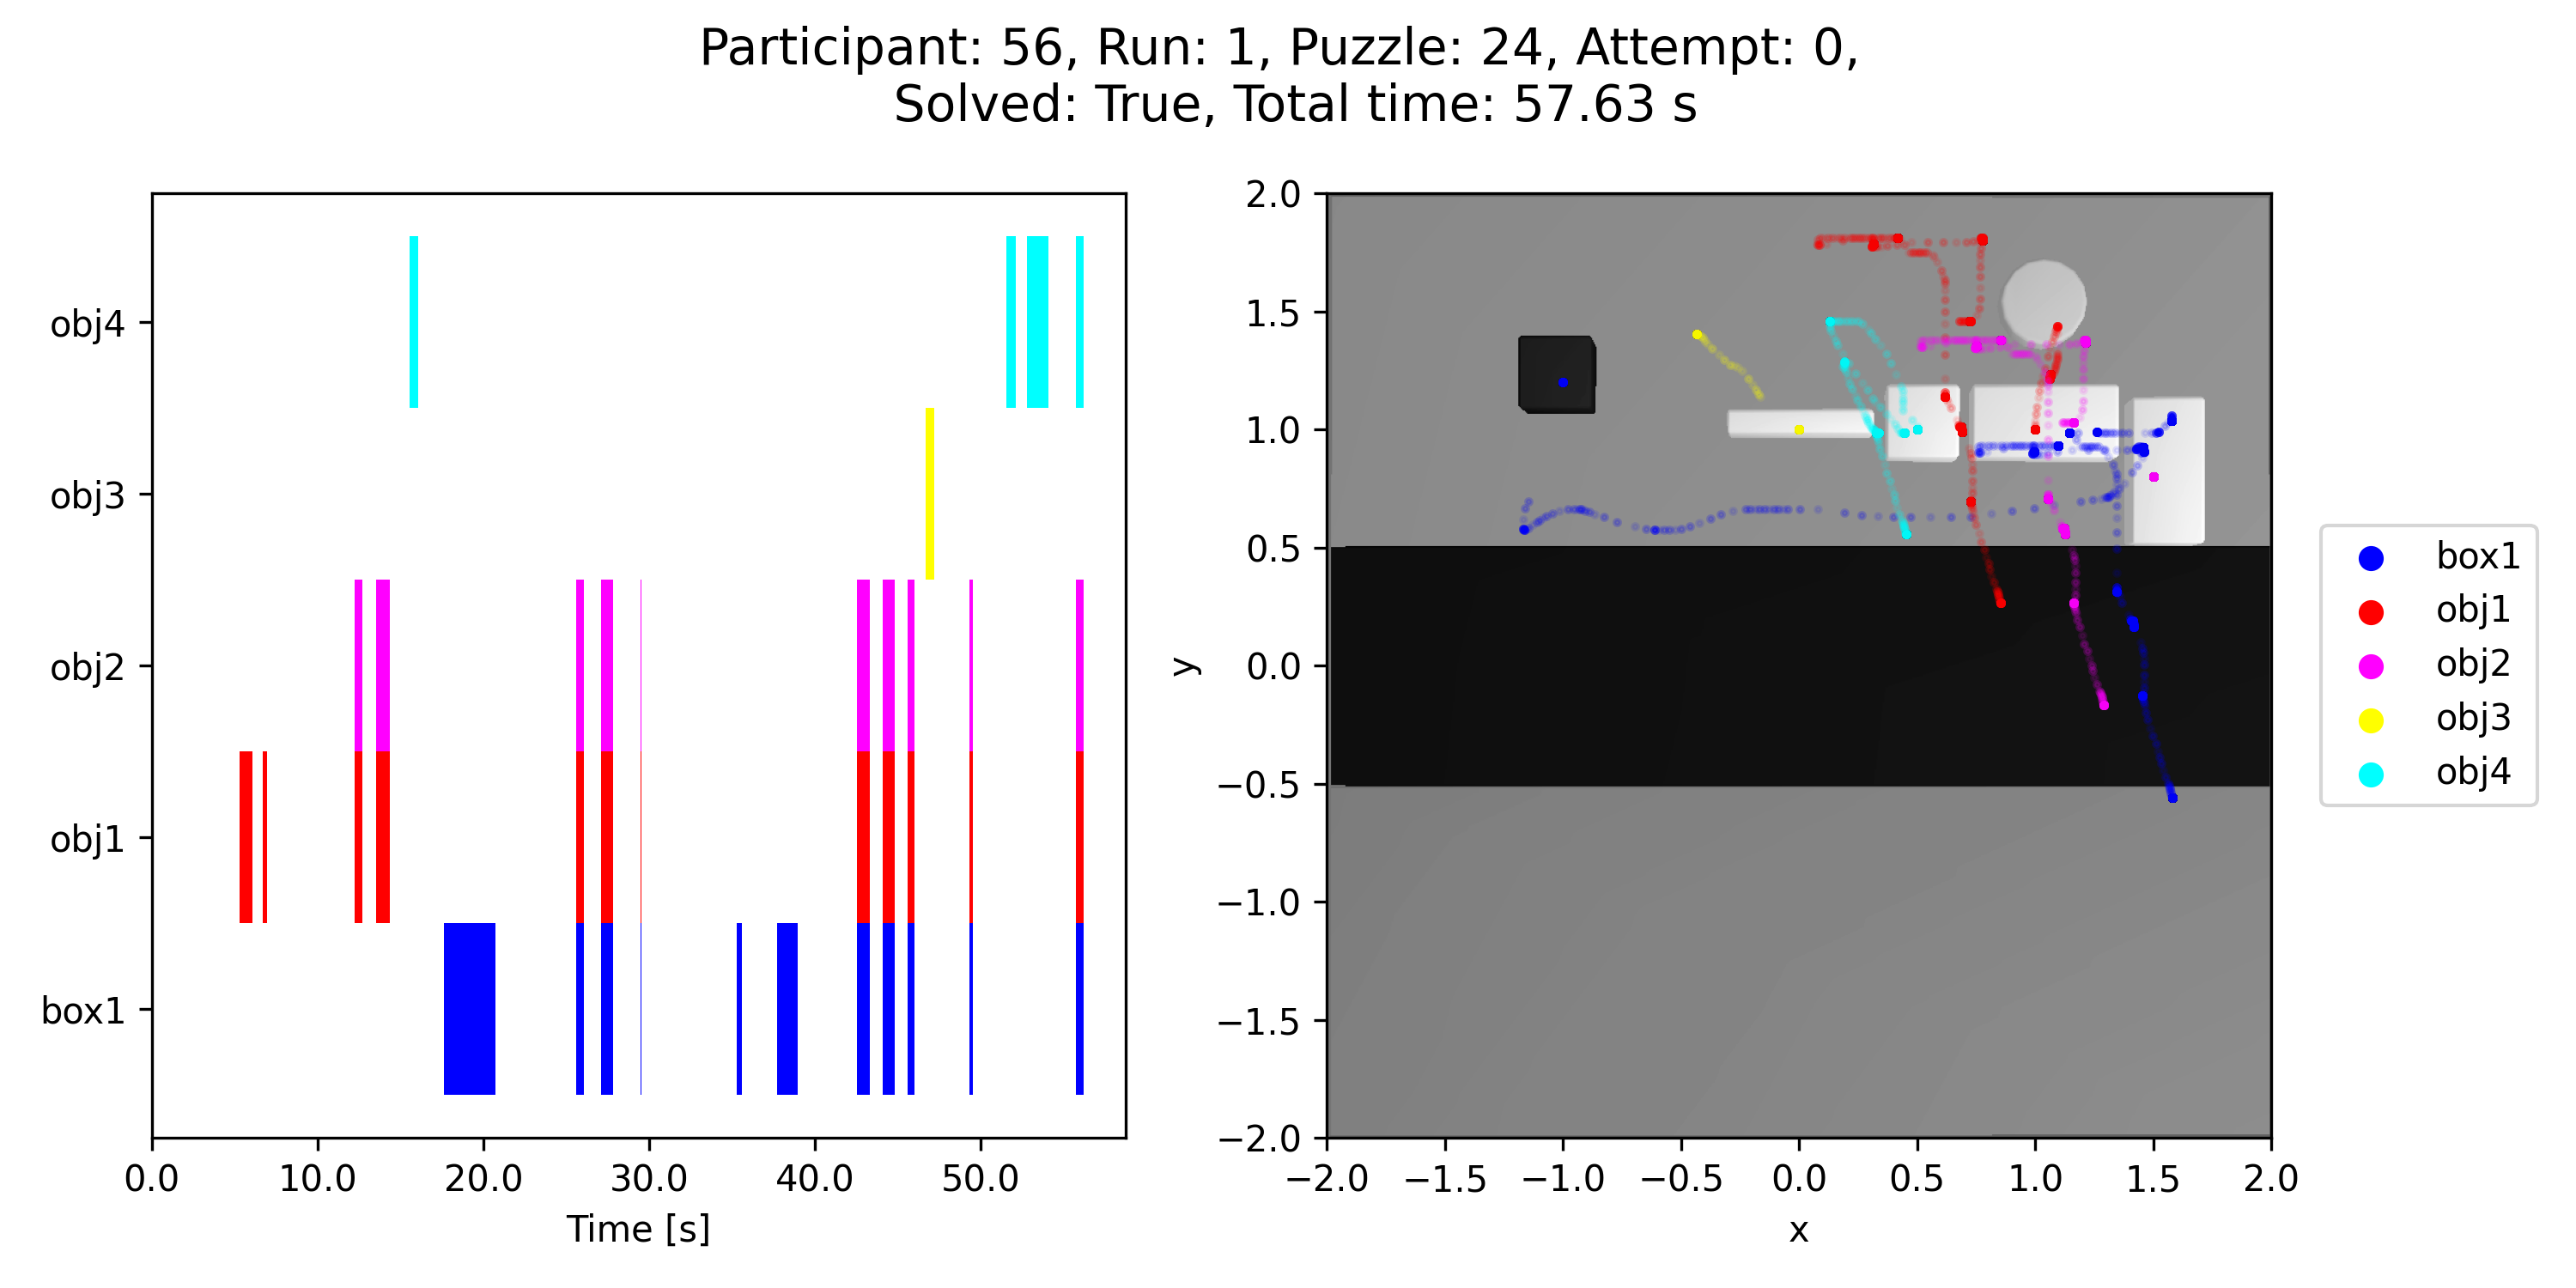 Participant: 56, Run: 1, Puzzle: 24, Attempt: 0,
Solved: True, Total time: 57.63 s
obj4
obj3
obj2
obj1
box1
0.0 10.0 20.0 30.0 40.0 50.0
Time [s]
2.0
1.5
1.0
0.5
0.0
−0.5
−1.0
−1.5
−2.0
y
−2.0 −1.5 −1.0 −0.5 0.0 0.5 1.0 1.5 2.0
x
box1
obj1
obj2
obj3
obj4